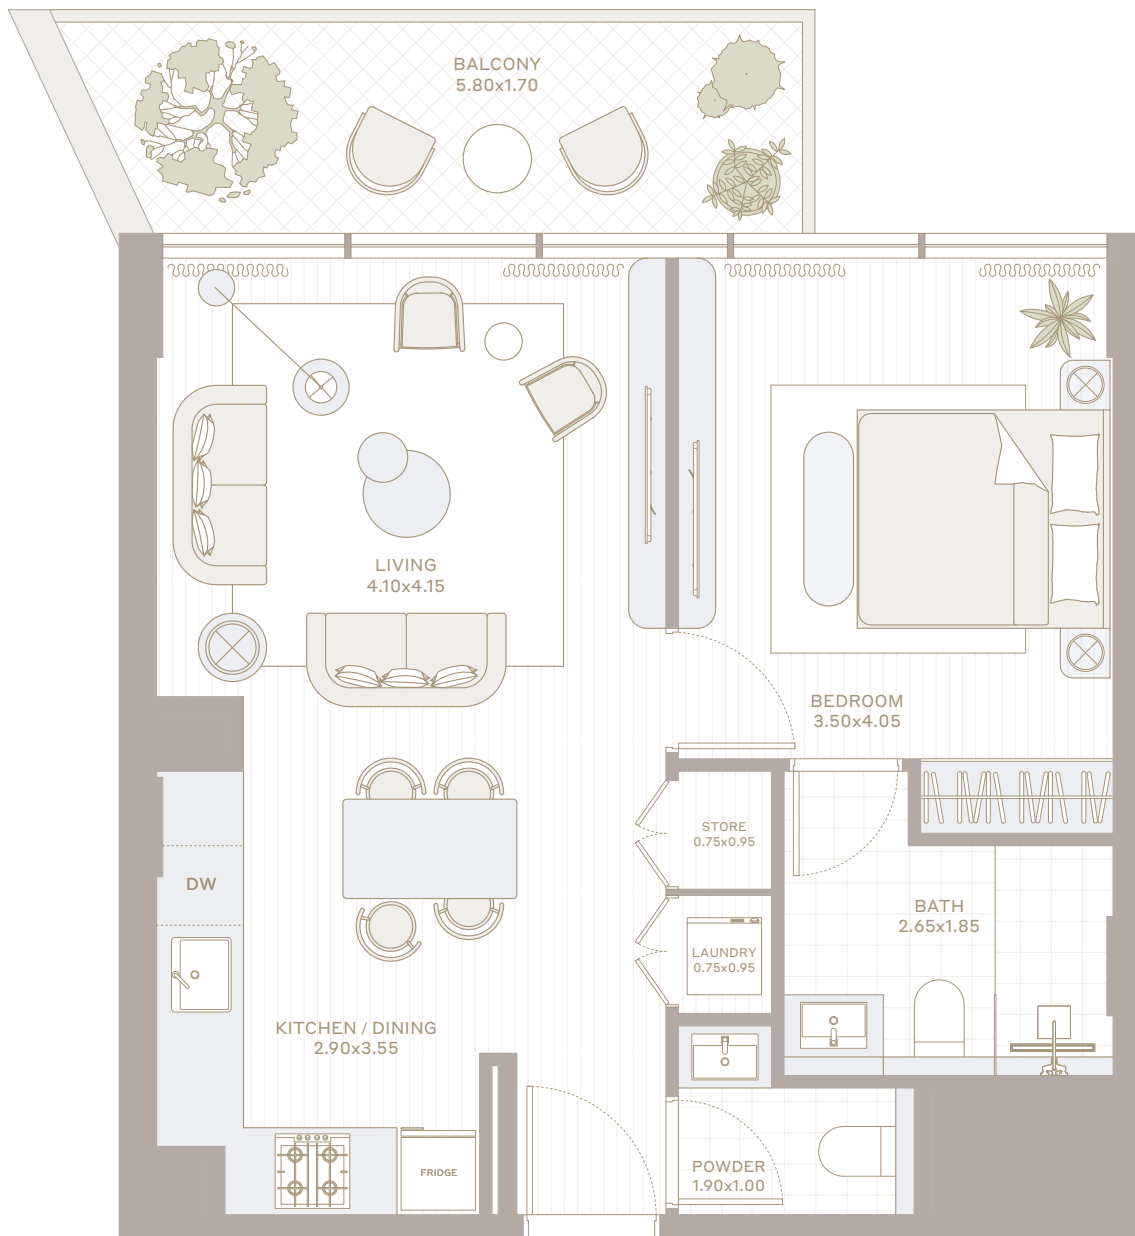 BALCONY
5.80x1.70
LIVING
4.10x4.15
BEDROOM
3.50x4.05
STORE
0.75x0.95
DW
BATH
2.65x1.85
LAUNDRY
0.75x0.95
KITCHEN / DINING
2.90x3.55
FRIDGE
POWDER
1.90x1.00